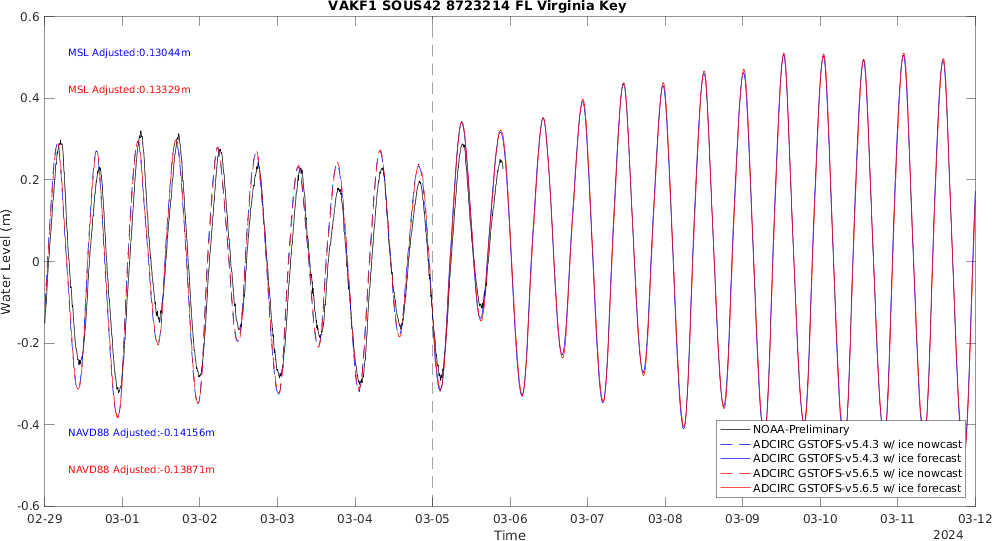 VAKF1 SOUS42 8723214 FL Virginia Key
0.6
MSL Adjusted:0.13044m
MSL Adjusted:0.13329m
0.4
0.2
0
-0.2
-0.4
-0.6
Water Level (m)
NAVD88 Adjusted:-0.14156m
NAVD88 Adjusted:-0.13871m
NOAA-Preliminary
ADCIRC GSTOFS-v5.4.3 w/ ice nowcast
ADCIRC GSTOFS-v5.4.3 w/ ice forecast
ADCIRC GSTOFS-v5.6.5 w/ ice nowcast
ADCIRC GSTOFS-v5.6.5 w/ ice forecast
02-29 03-01 03-02 03-03 03-04 03-05 03-06 03-07 03-08 03-09 03-10 03-11 03-12
Time
2024